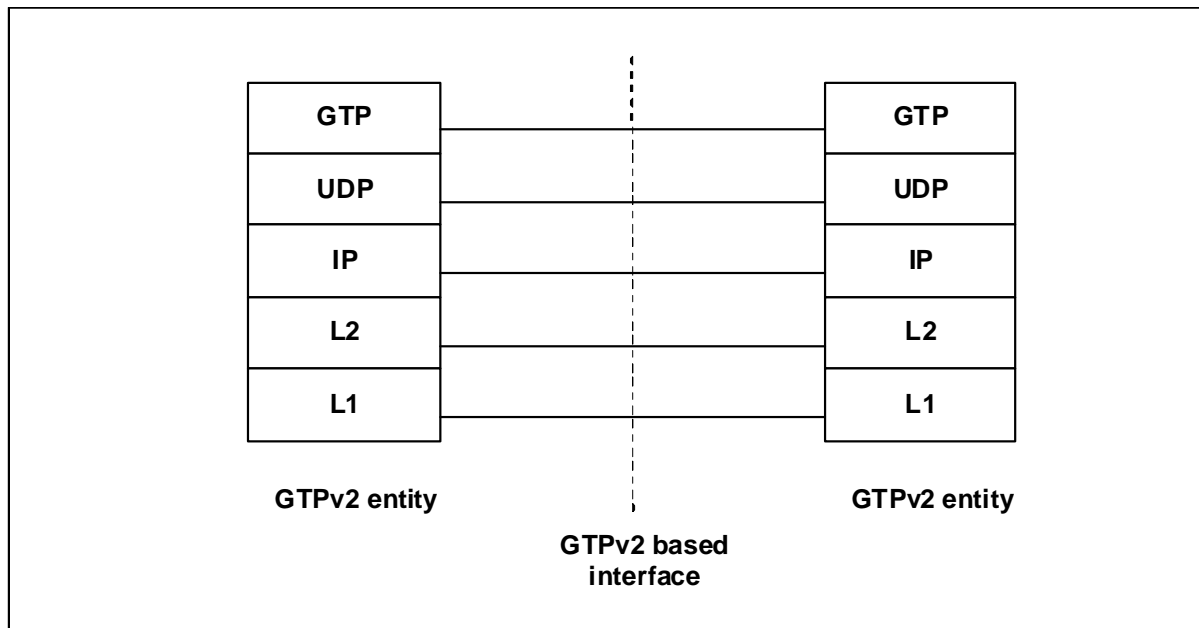 GTP
GTP
UDP
UDP
IP
IP
L2
L2
L1
L1
GTPv2 entity
GTPv2 entity
GTPv2 based
interface